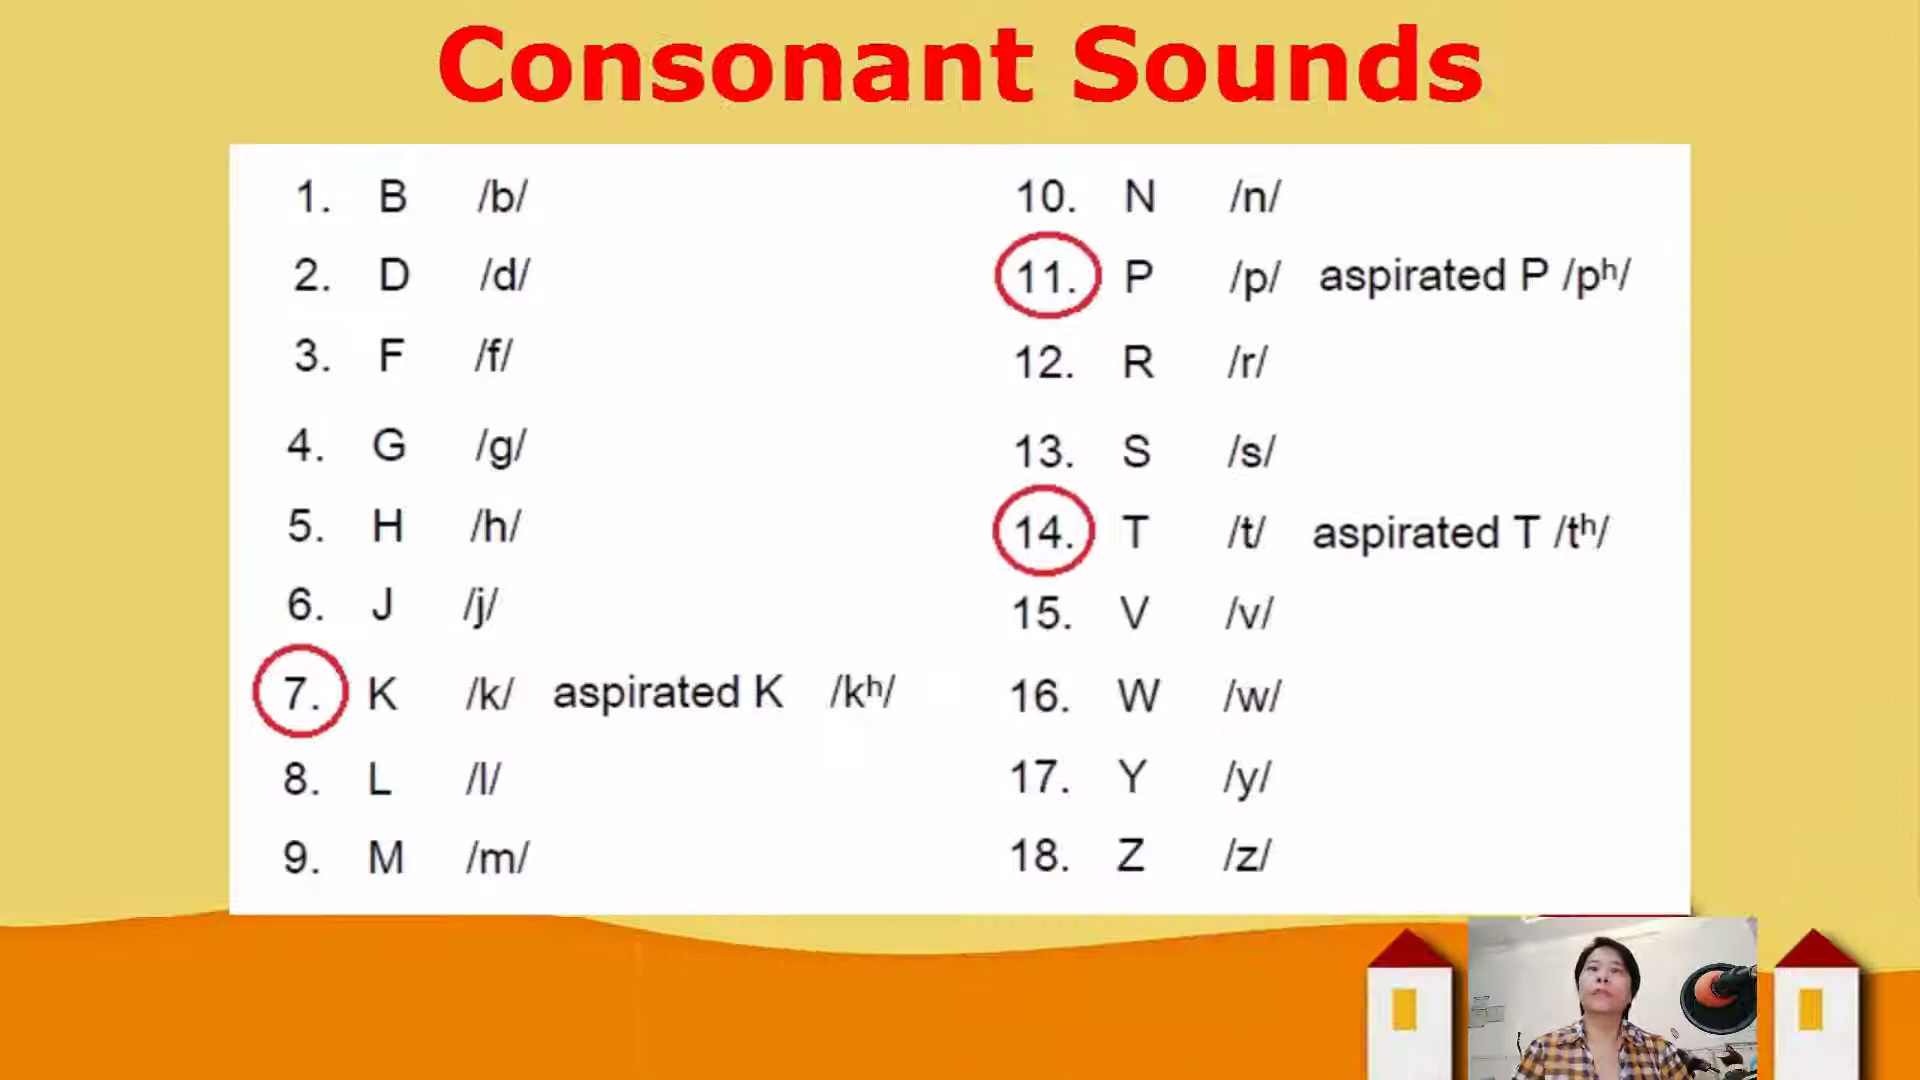 Consonant Sounds
1. B /b/
2. D /d/
3. F /f/
4. G /g/
5. H /h/
6. J /j/
7. K /k/ aspirated K /kʰ/
8. L /l/
9. M /m/
10. N /n/
11. P /p/ aspirated P /pʰ/
12. R /r/
13. S /s/
14. T /t/ aspirated T /tʰ/
15. V /v/
16. W /w/
17. Y /y/
18. Z /z/